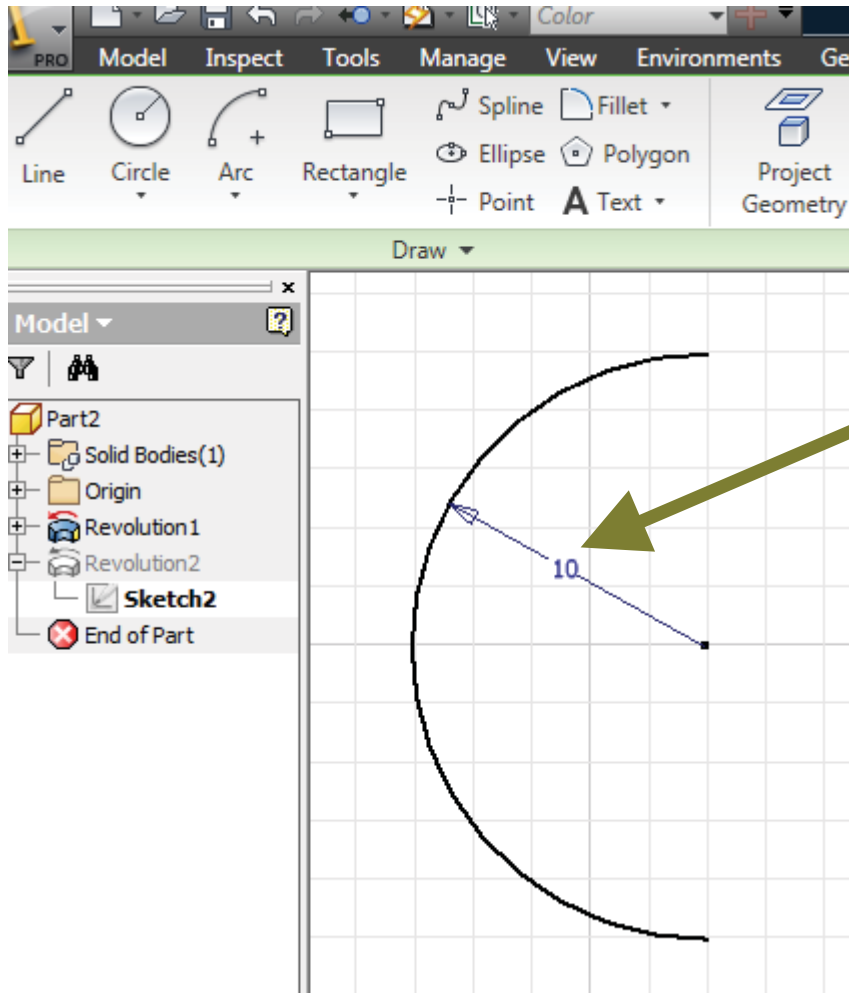 Color
PRO Model Inspect Tools Manage View Environments Ge
Line Circle Arc Rectangle Spline Fillet Project Geometry
Ellipse Polygon
Point A Text
Draw
Model
Part2
Solid Bodies(1)
Origin
Revolution1
Revolution2
Sketch2
End of Part
10